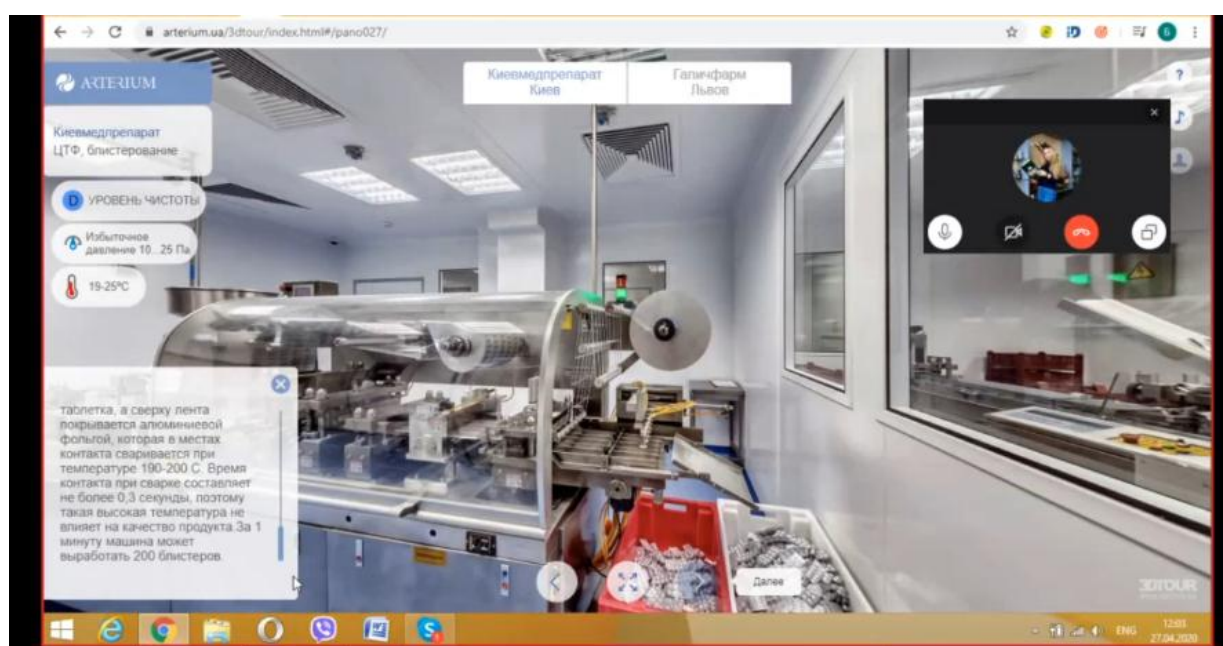 arterium.ua/3dtour/index.html#/pano027/
ARTERIUM
Киевмедпрепарат
Киев
Галичфарм
Львов
Киевмедпрепарат
ЦТФ, блистерование
D УРОВЕНЬ ЧИСТОТЫ
Избыточное
давление 10...25 Па
19-25°C
таблетка, а сверху лента
покрывается алюминиевой
фольгой, которая в местах
контакта сваривается при
температуре 190-200 С. Время
контакта при сварке составляет
не более 0,3 секунды, поэтому
такая высокая температура не
влияет на качество продукта.За 1
минуту машина может
выработать 200 блистеров.
Далее
3DTOUR
ENG
12:03
27.04.2020